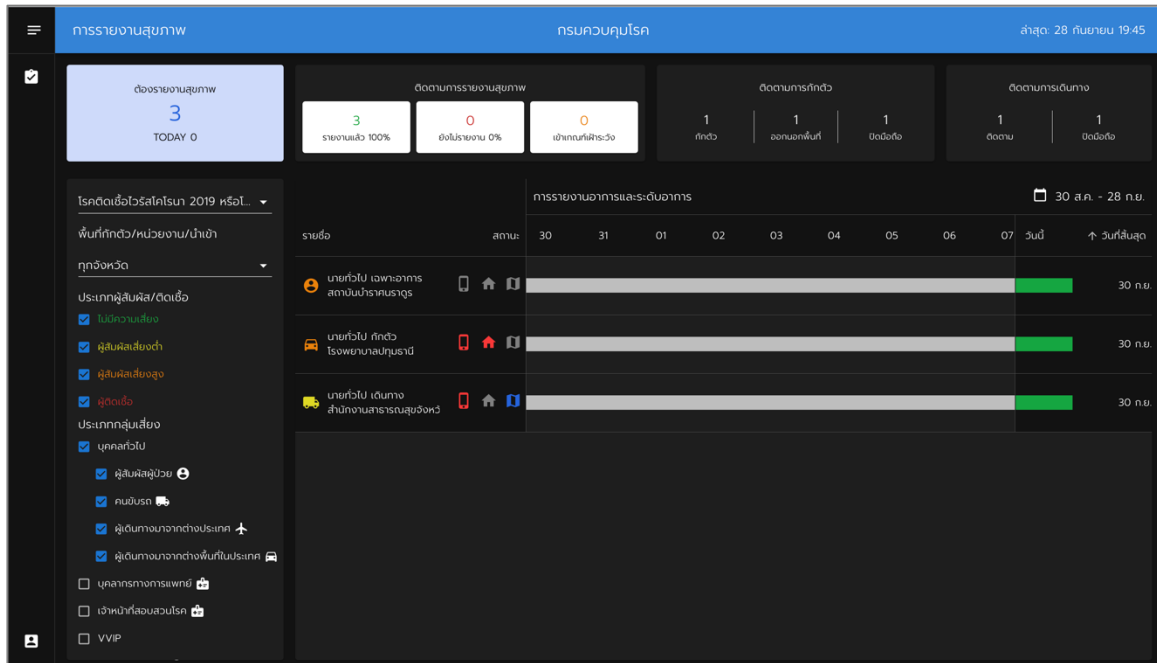 การรายงานสุขภาพ
กรมควบคุมโรค
ล่าสุด: 28 กันยายน 19:45
ต้องรายงานสุขภาพ
3
TODAY 0
ติดตามการรายงานสุขภาพ
3
รายงานแล้ว 100%
0
ยังไม่รายงาน 0%
0
เข้าเกณฑ์เฝ้าระวัง
ติดตามการกักตัว
1
กักตัว
1
ออกนอกพื้นที่
1
ปิดมือถือ
ติดตามการเดินทาง
1
ติดตาม
1
ปิดมือถือ
โรคติดเชื้อไวรัสโคโรนา 2019 หรือโ...
พื้นที่กักตัว/หน่วยงาน/นำเข้า
ทุกจังหวัด
ประเภทผู้สัมผัส/ติดเชื้อ
ไม่มีความเสี่ยง
ผู้สัมผัสเสี่ยงต่ำ
ผู้สัมผัสเสี่ยงสูง
ผู้ติดเชื้อ
ประเภทกลุ่มเสี่ยง
บุคคลทั่วไป
ผู้สัมผัสผู้ป่วย
คนขับรถ
ผู้เดินทางมาจากต่างประเทศ
ผู้เดินทางมาจากต่างพื้นที่ในประเทศ
บุคลากรทางการแพทย์
เจ้าหน้าที่สอบสวนโรค
VVIP
การรายงานอาการและระดับอาการ
30 ส.ค. - 28 ก.ย.
รายชื่อ สถานะ 30 31 01 02 03 04 05 06 07 วันนี้ วันที่สิ้นสุด
นายทั่วไป เฉพาะอาการ
สถาบันบำราศนราดูร
30 ก.ย.
นายทั่วไป กักตัว
โรงพยาบาลปทุมธานี
30 ก.ย.
นายทั่วไป เดินทาง
สำนักงานสาธารณสุขจังหวั
30 ก.ย.